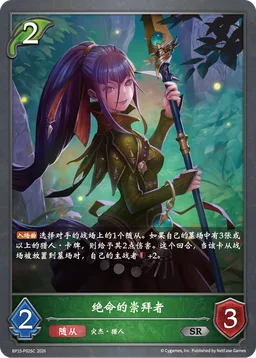 2
入场曲 选择对手的战场上的1个随从。如果自己的墓场中有3张或
以上的猎人·卡牌，则给予其2点伤害。这个回合，当该卡从
战场被放置到墓场时，自己的主战者 +2。
绝命的崇拜者
2
随从
火杰·猎人
SR
3
© Cygames, Inc. Published by NetEase Games